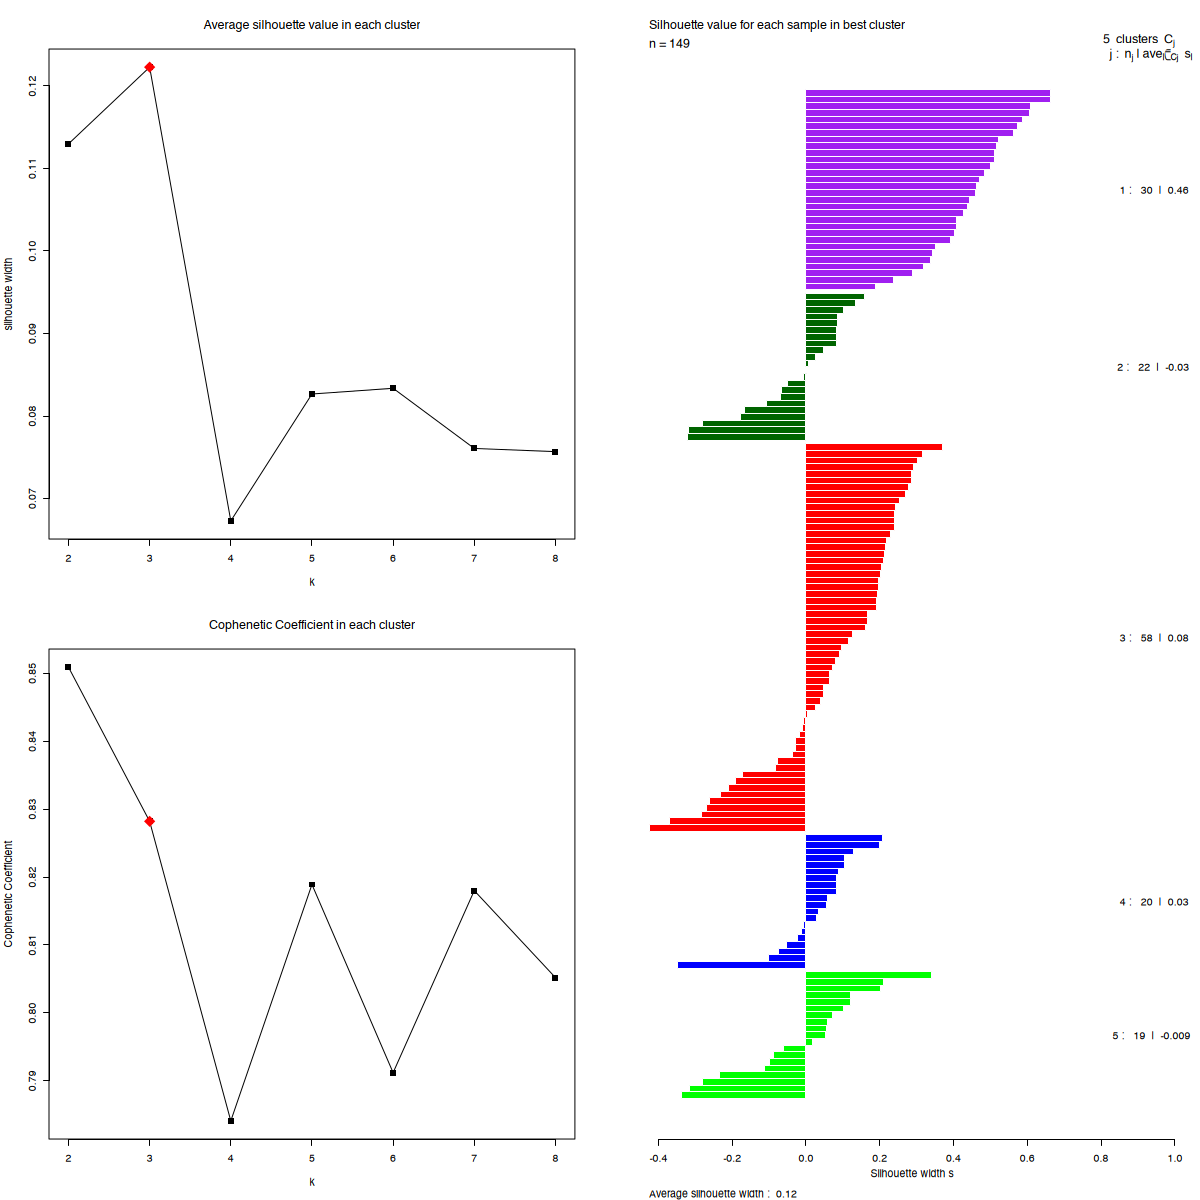 Average silhouette value in each cluster
silhouette width
0.07 0.08 0.09 0.10 0.11 0.12
2 3 4 5 6 7 8
k
Cophenetic Coefficient in each cluster
Cophenetic Coefficient
0.79 0.80 0.81 0.82 0.83 0.84 0.85
2 3 4 5 6 7 8
k
Silhouette value for each sample in best cluster
n = 149
5 clusters Cj
j : nj | ave i∈Cj si
1 : 30 | 0.46
2 : 22 | -0.03
3 : 58 | 0.08
4 : 20 | 0.03
5 : 19 | -0.009
-0.4 -0.2 0.0 0.2 0.4 0.6 0.8 1.0
Silhouette width s
Average silhouette width : 0.12